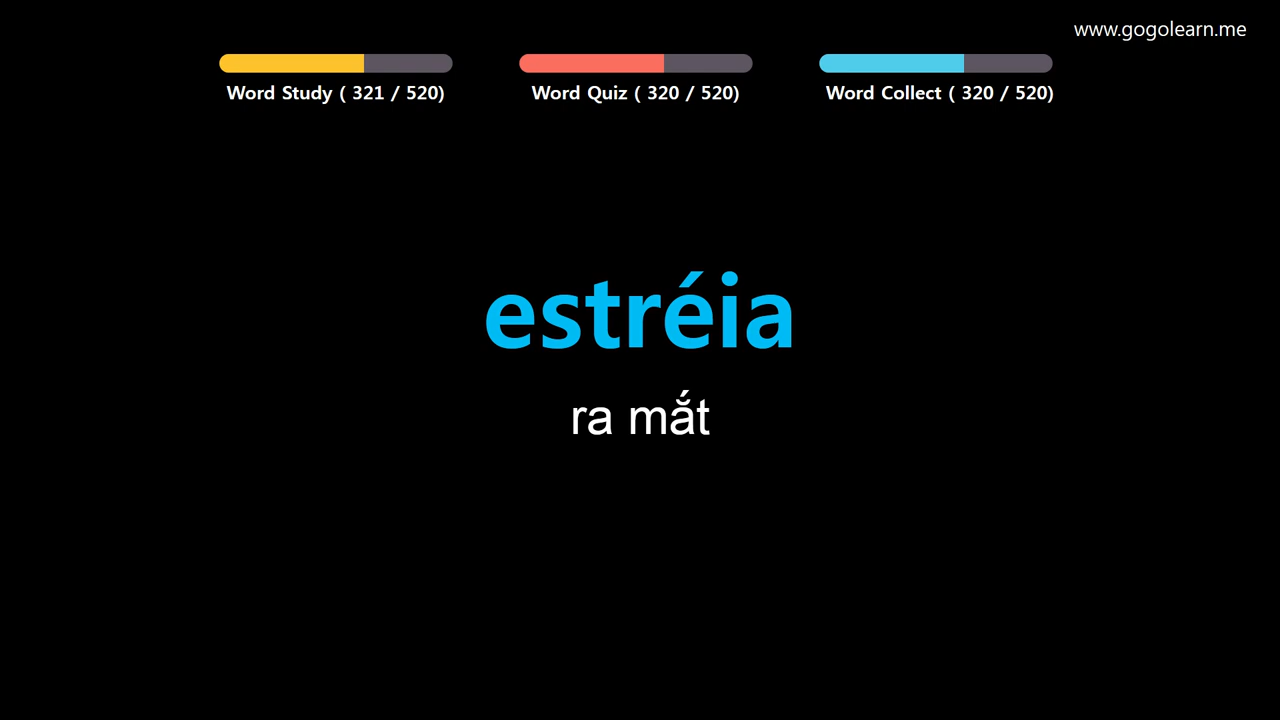 www.gogolearn.me
Word Study ( 321 / 520)
Word Quiz ( 320 / 520)
Word Collect ( 320 / 520)
estréia
ra mắt